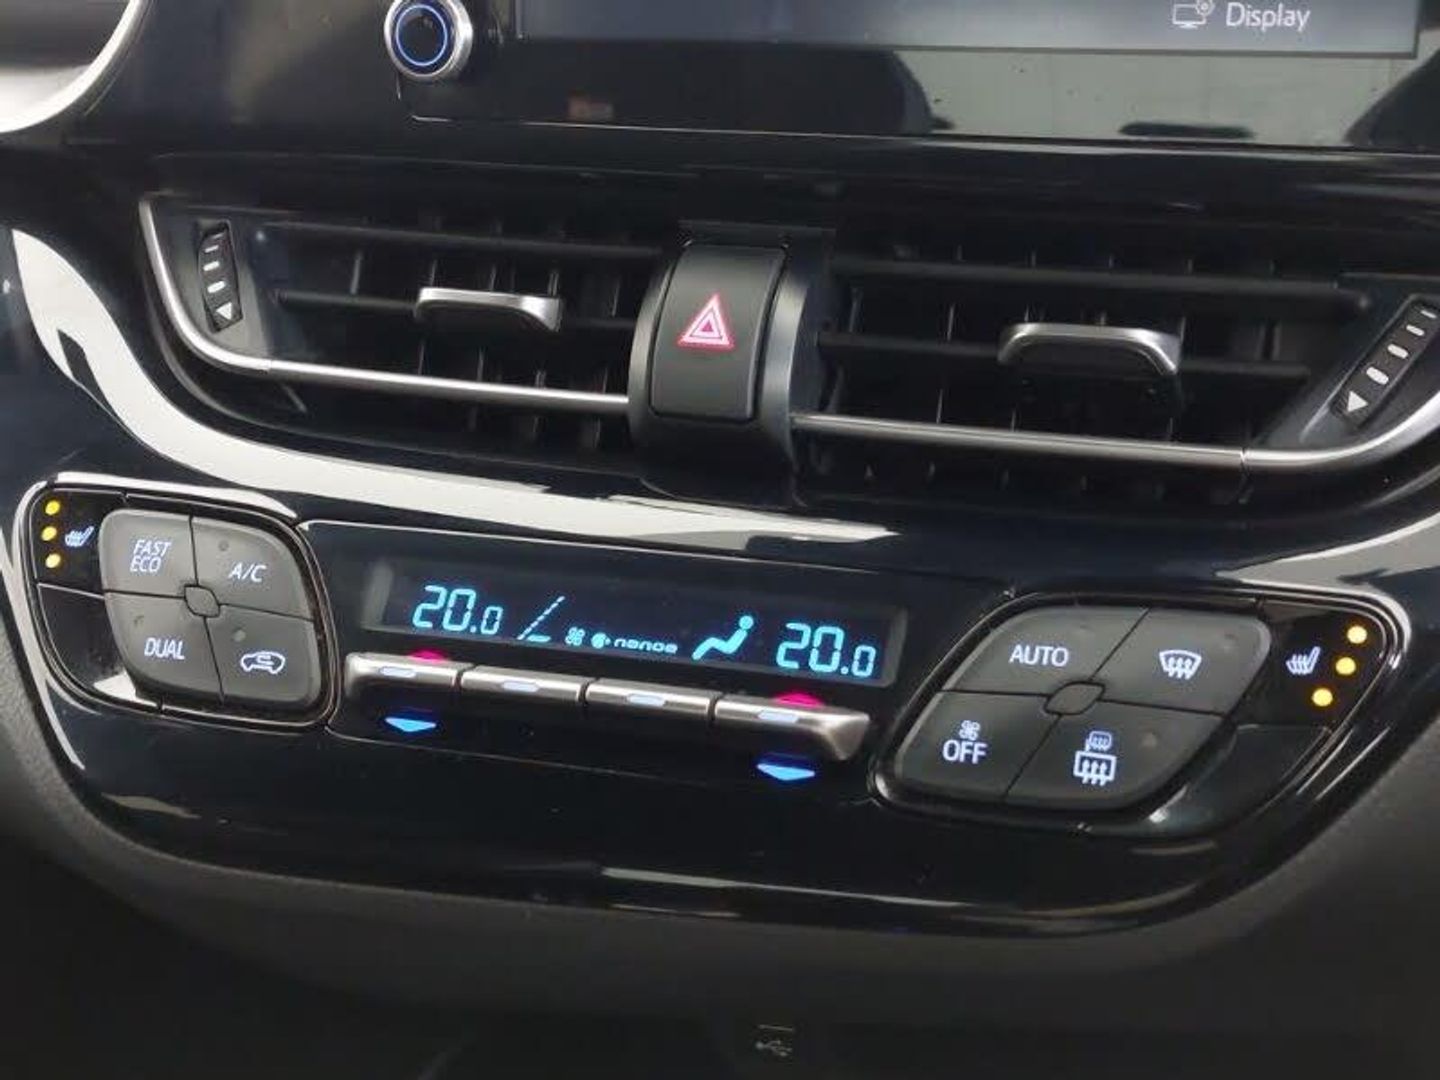 Display
FAST
ECO
A/C
DUAL
20.0
nanoe
20.0
AUTO
OFF